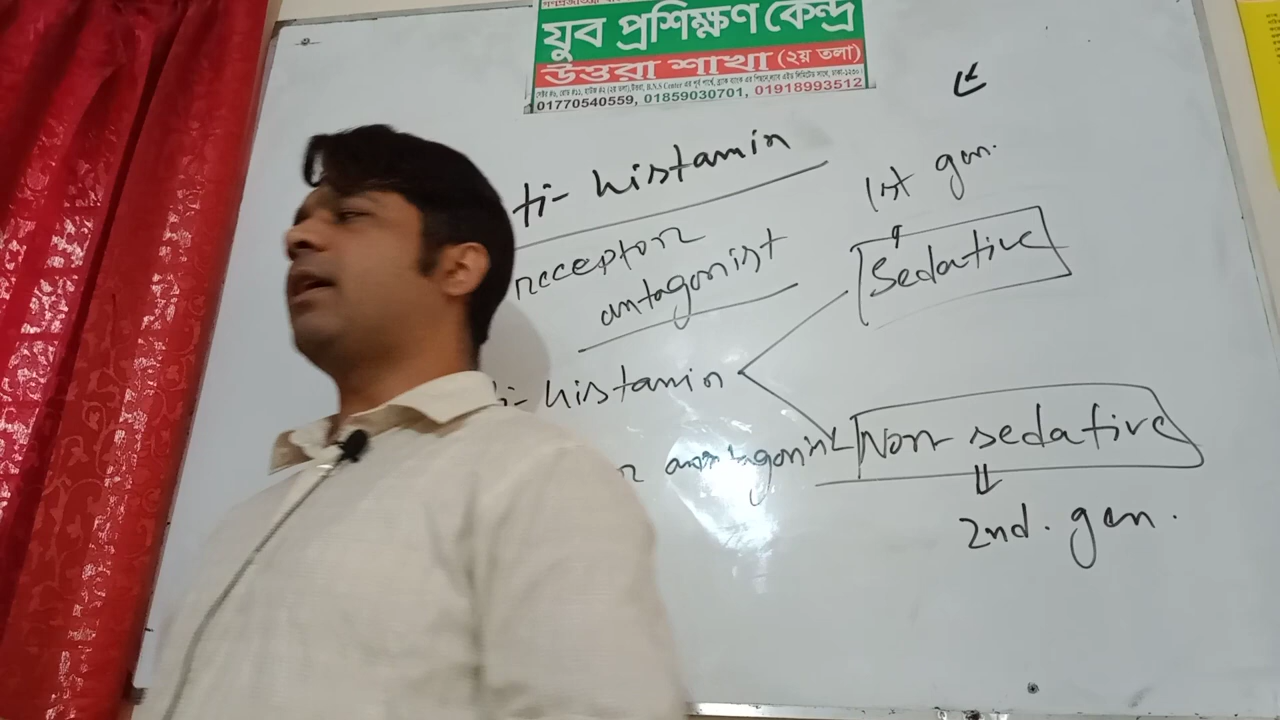 যুব প্রশিক্ষণ কেন্দ্র
উত্তরা শাখা (২য় তলা)
01770540559, 01859030701, 01918993512
ti- histamin
receptor
antagonist
i- histamin
antagonist
1st gen.
Sedative
Non sedative
2nd. gen.